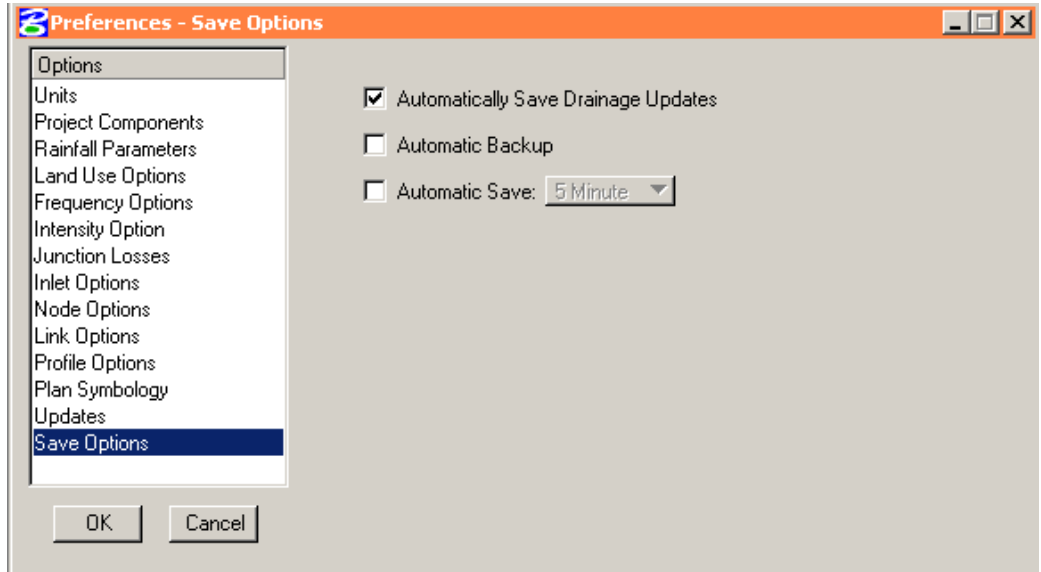 Preferences - Save Options
Options
Units
Project Components
Rainfall Parameters
Land Use Options
Frequency Options
Intensity Option
Junction Losses
Inlet Options
Node Options
Link Options
Profile Options
Plan Symbology
Updates
Save Options
Automatically Save Drainage Updates
Automatic Backup
Automatic Save: 5 Minute
OK Cancel